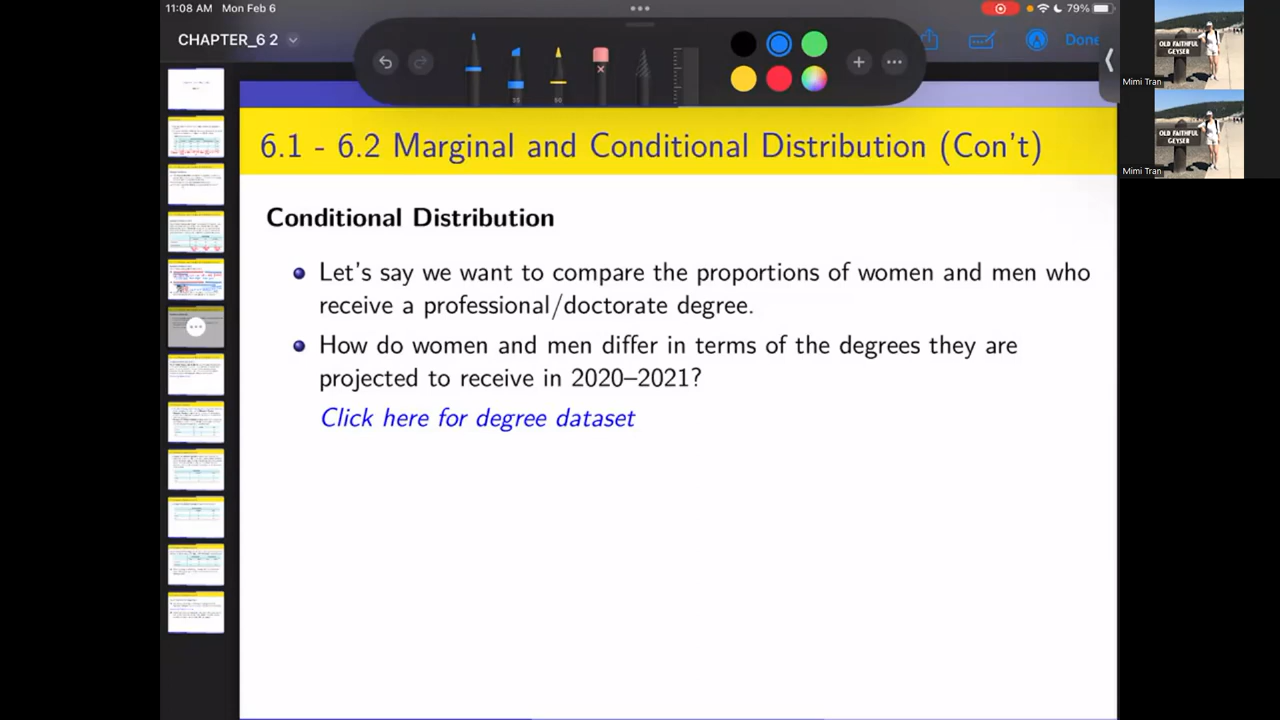 11:08 AM Mon Feb 6
79%
CHAPTER_6 2
Done
35
90
OLD FAITHFUL
GEYSER
Mimi Tran
OLD FAITHFUL
GEYSER
Mimi Tran
6.1 - 6.2 Marginal and Conditional Distribution (Con't)
Conditional Distribution
Let's say we want to compare the proportions of women and men who
receive a professional/doctorate degree.
How do women and men differ in terms of the degrees they are
projected to receive in 2020–2021?
Click here for degree dataset